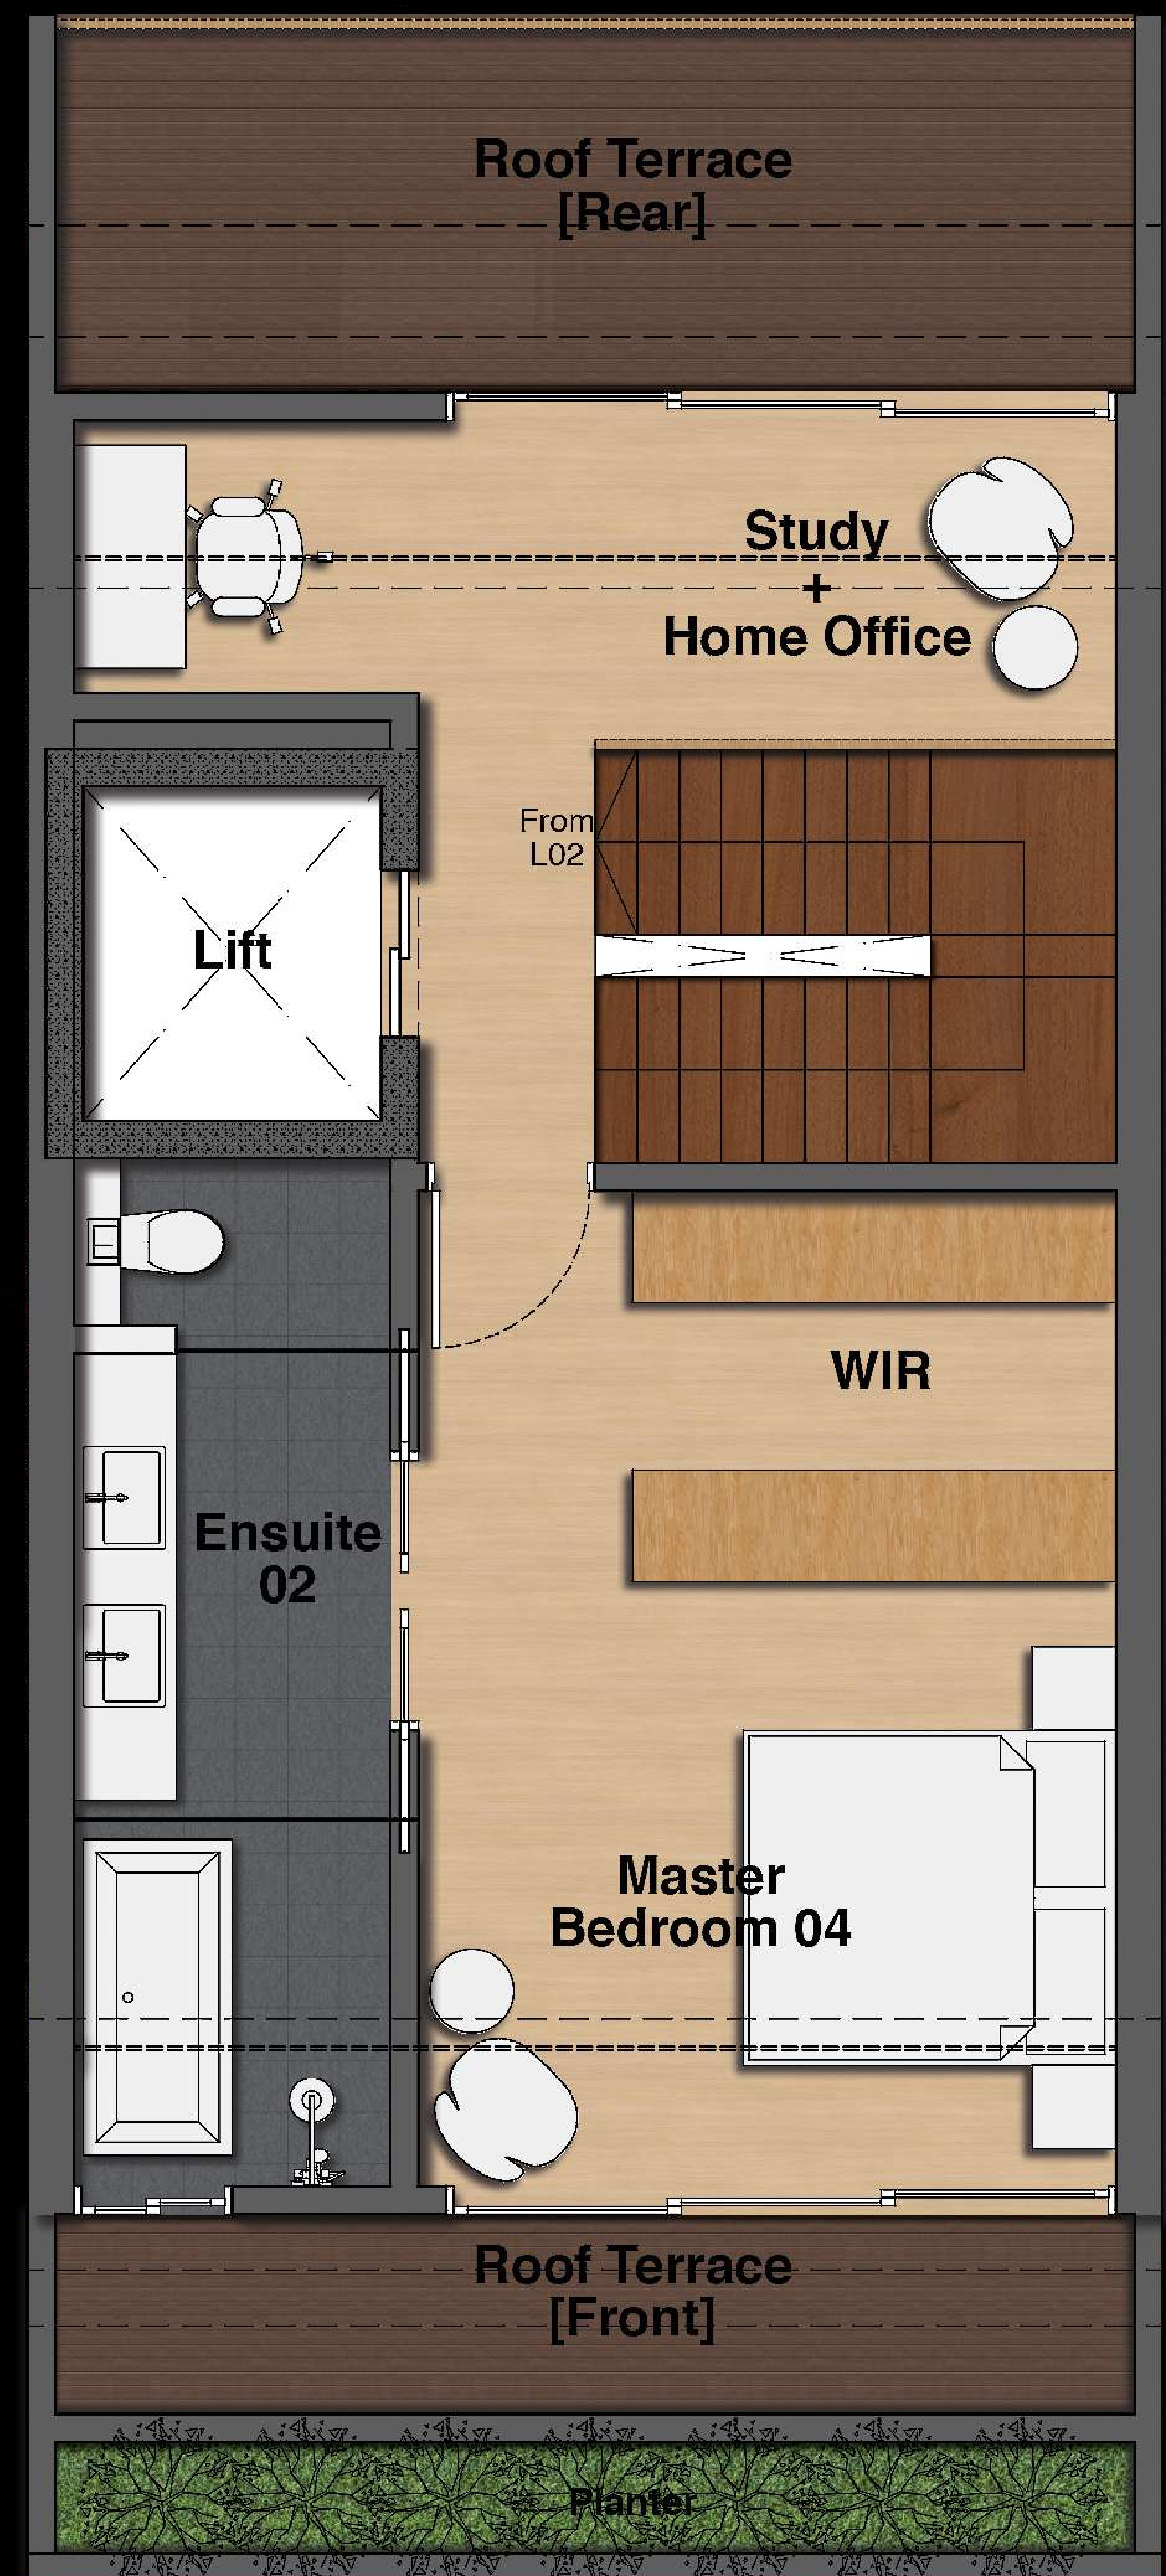 Roof Terrace
[Rear]
Study
+
Home Office
From
L02
Lift
WIR
Ensuite
02
Master
Bedroom 04
Roof Terrace
[Front]
Planter